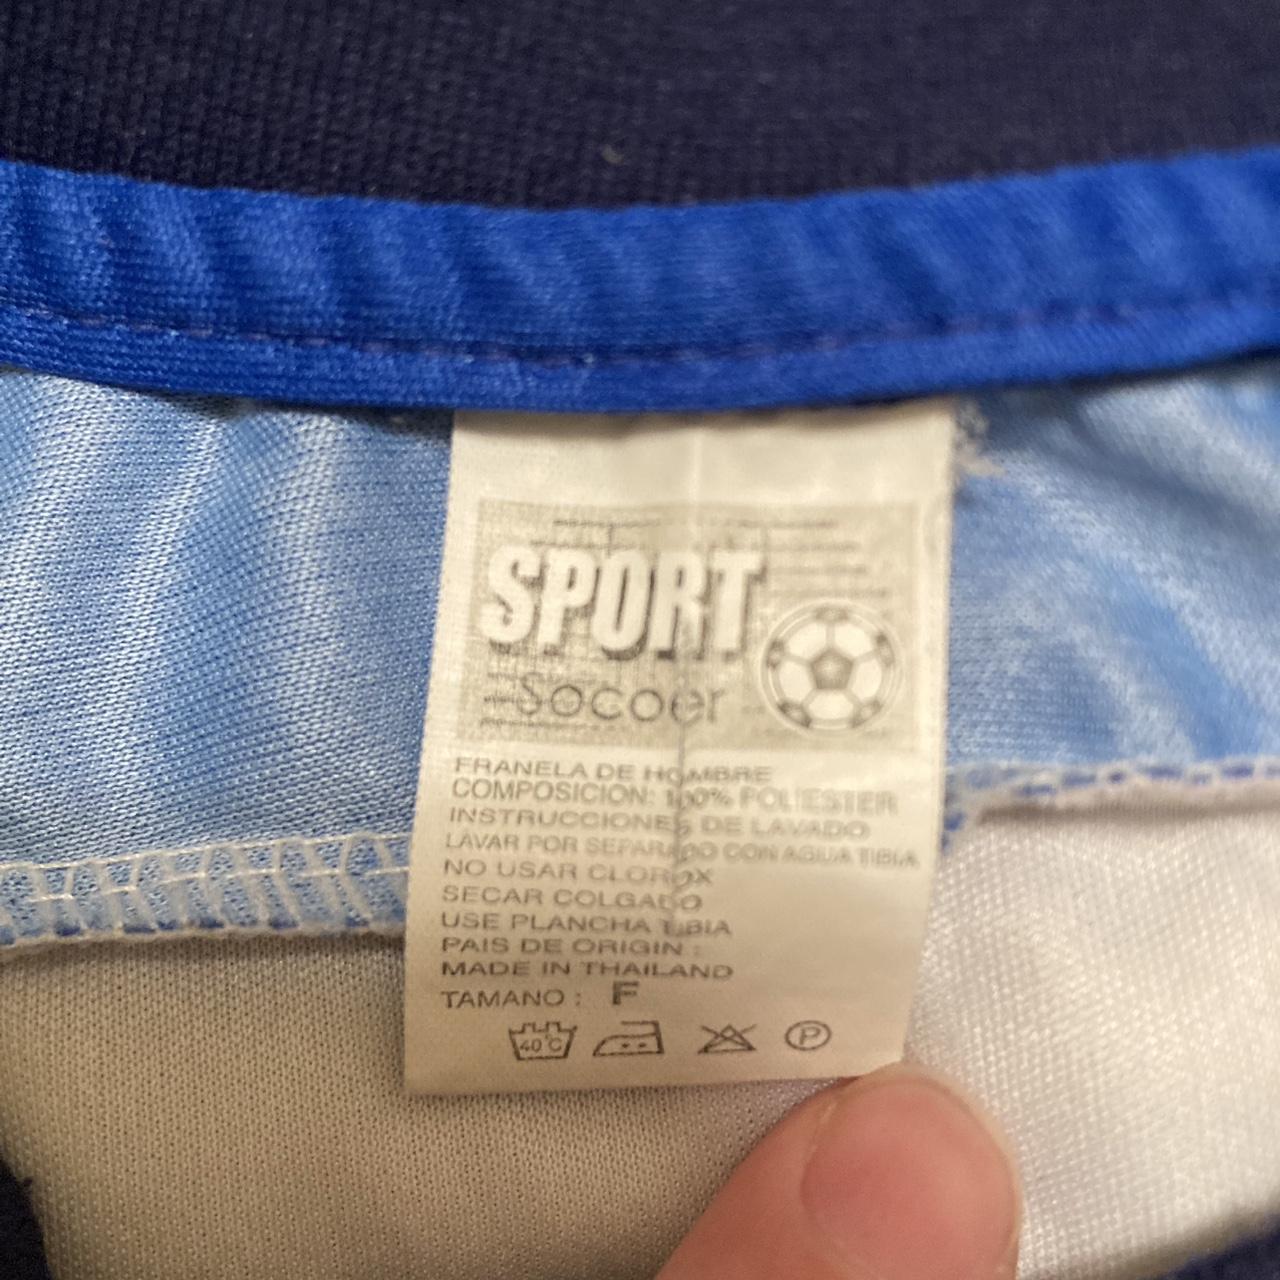 SPORT
Soccer
FRANELA DE HOMBRE
COMPOSICION: 100% POLIESTER
INSTRUCCIONES DE LAVADO
LAVAR POR SEPARADO CON AGUA TIBIA
NO USAR CLOROX
SECAR COLGADO
USE PLANCHA TIBIA
PAIS DE ORIGIN :
MADE IN THAILAND
TAMANO : F
40°C P